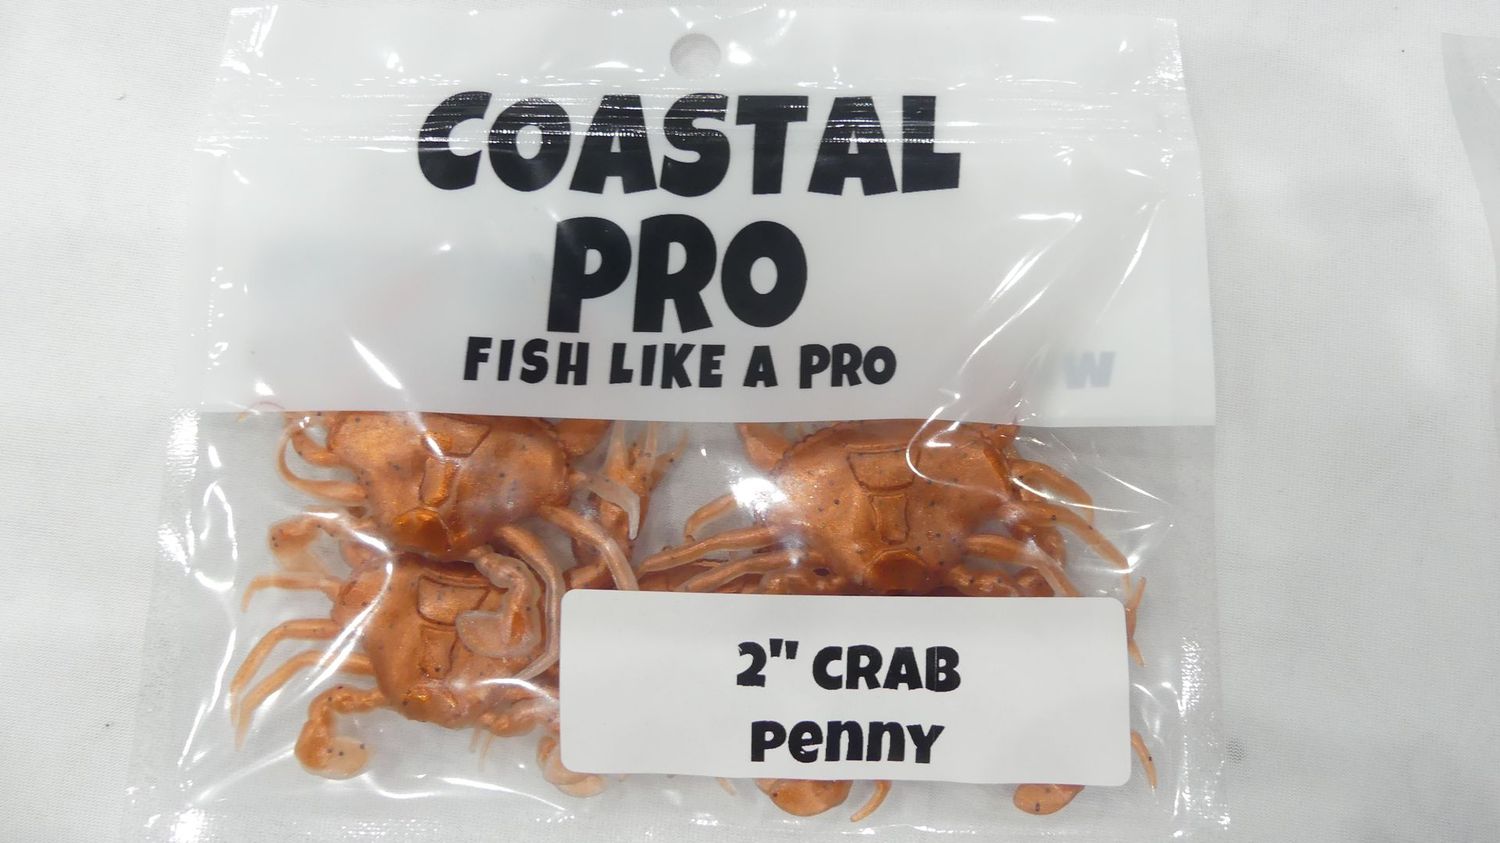 COASTAL
PRO
FISH LIKE A PRO
W
2" CRAB
Penny